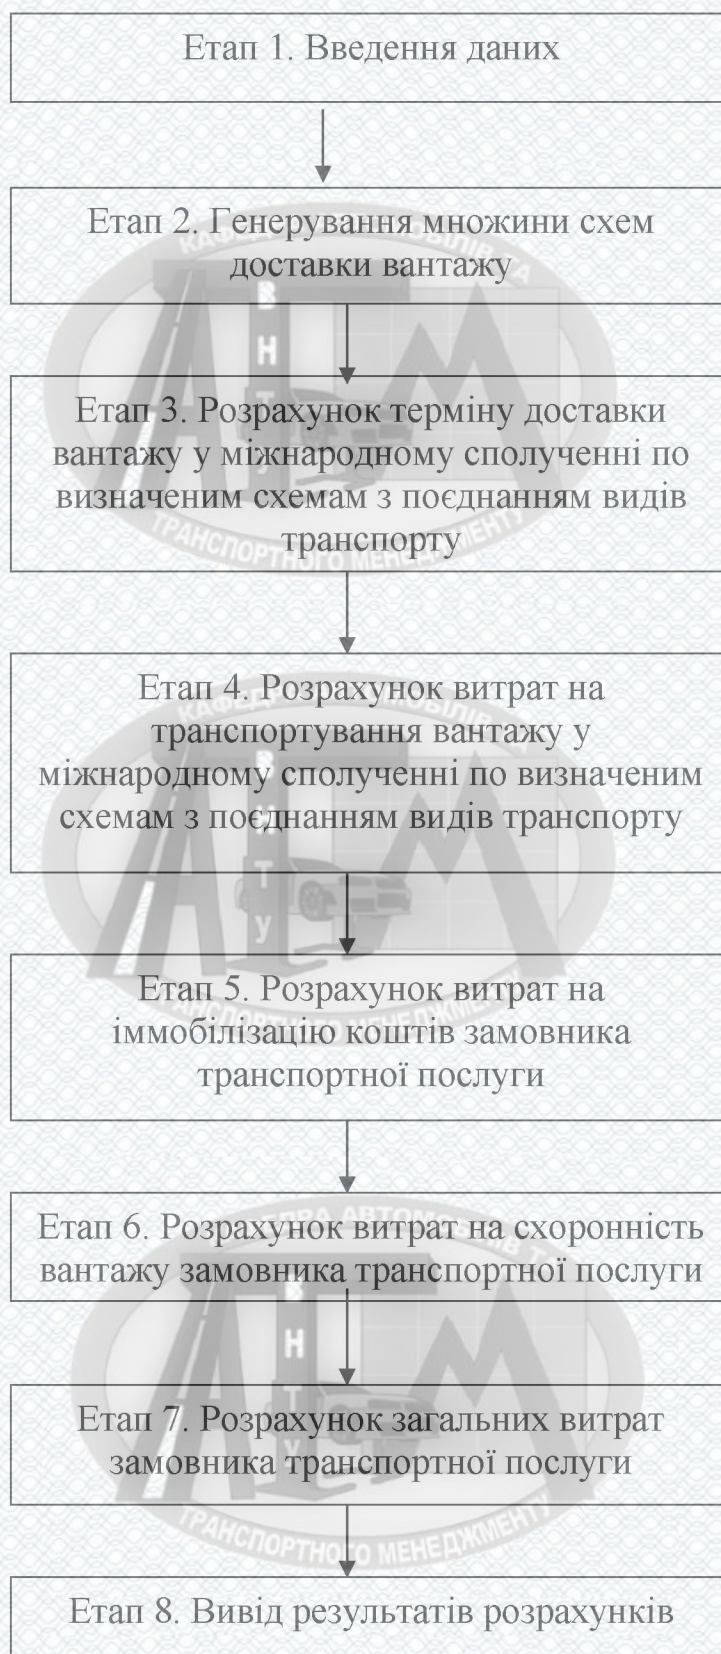 Етап 1. Введення даних
Етап 2. Генерування множини схем
доставки вантажу
Етап 3. Розрахунок терміну доставки
вантажу у міжнародному сполученні по
визначеним схемам з поєднанням видів
транспорту
Етап 4. Розрахунок витрат на
транспортування вантажу у
міжнародному сполученні по визначеним
схемам з поєднанням видів транспорту
Етап 5. Розрахунок витрат на
іммобілізацію коштів замовника
транспортної послуги
Етап 6. Розрахунок витрат на схоронність
вантажу замовника транспортної послуги
Етап 7. Розрахунок загальних витрат
замовника транспортної послуги
Етап 8. Вивід результатів розрахунків
ТРАНСПОРТНОГО МЕНЕДЖМЕНТУ